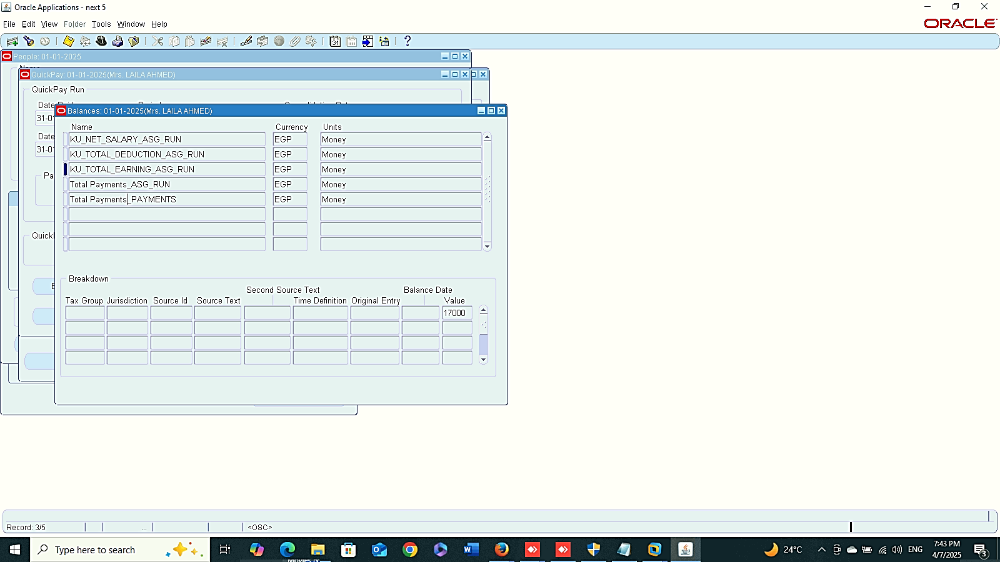 Oracle Applications - next 5
File Edit View Folder Tools Window Help
ORACLE
People: 01-01-2025
QuickPay: 01-01-2025(Mrs. LAILA AHMED)
QuickPay Run
Date
31-0
Balances: 01-01-2025(Mrs. LAILA AHMED)
Name Currency Units
KU_NET_SALARY_ASG_RUN EGP Money
Date
KU_TOTAL_DEDUCTION_ASG_RUN EGP Money
31-0
KU_TOTAL_EARNING_ASG_RUN EGP Money
Pa
Total Payments_ASG_RUN EGP Money
Total Payments_PAYMENTS EGP Money
Quick
Breakdown
Second Source Text Balance Date
Tax Group Jurisdiction Source Id Source Text Time Definition Original Entry Value
17000
Record: 3/5 ... <OSC>
Type here to search
24°C ENG 7:43 PM
4/7/2025
3